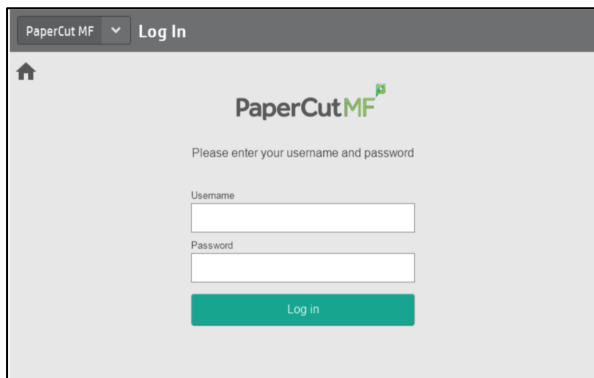 PaperCut MF Log In
PaperCutMF
Please enter your username and password
Username
Password
Log in